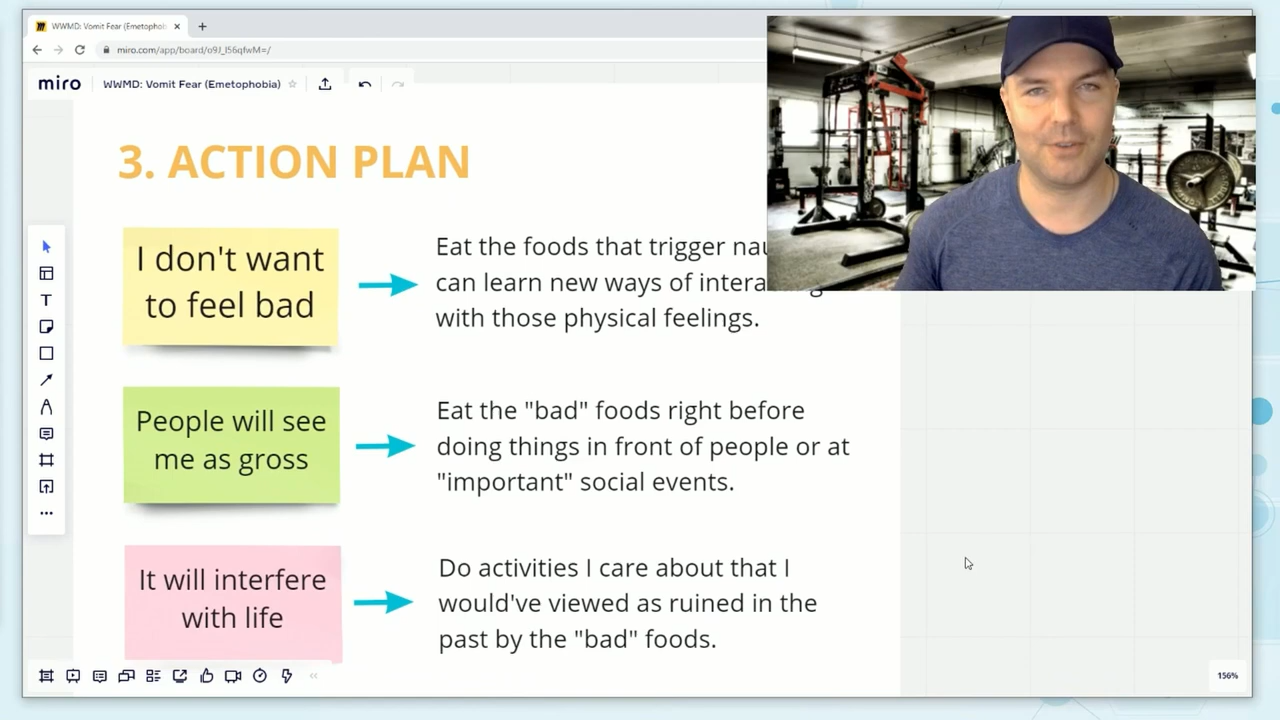 WWMD: Vomit Fear (Emetophob
miro.com/app/board/o9J_l56qfwM=/
miro
WWMD: Vomit Fear (Emetophobia)
3. ACTION PLAN
I don't want
to feel bad
Eat the foods that trigger
can learn new ways of
with those physical feelings.
People will see
me as gross
Eat the "bad" foods right before
doing things in front of people or at
"important" social events.
It will interfere
with life
Do activities I care about that I
would've viewed as ruined in the
past by the "bad" foods.
156%